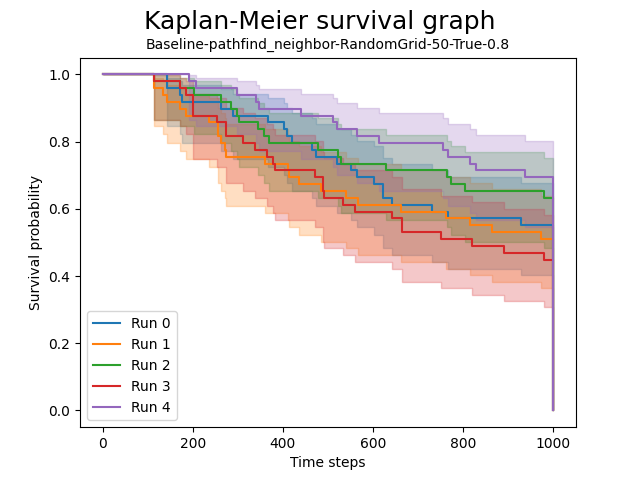 Kaplan-Meier survival graph
Baseline-pathfind_neighbor-RandomGrid-50-True-0.8
Survival probability
1.0
0.8
0.6
0.4
0.2
0.0
Run 0
Run 1
Run 2
Run 3
Run 4
0 200 400 600 800 1000
Time steps